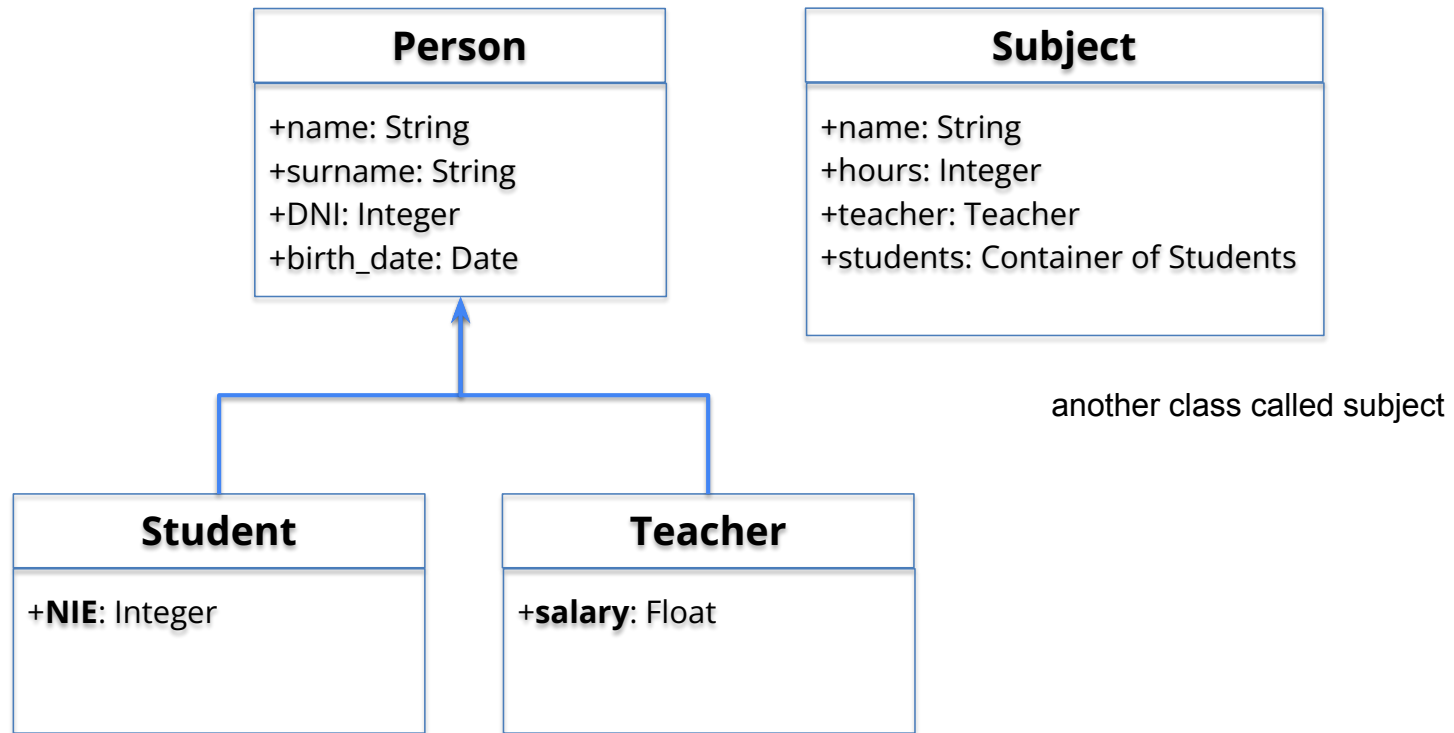 Person
+name: String
+surname: String
+DNI: Integer
+birth_date: Date
Subject
+name: String
+hours: Integer
+teacher: Teacher
+students: Container of Students
another class called subject
Student
+NIE: Integer
Teacher
+salary: Float